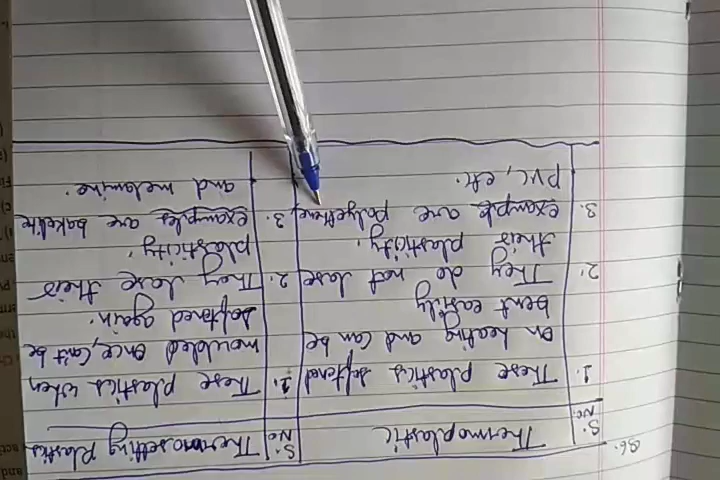 Q6.
S. No. Thermoplastic S. No. Thermosetting Plastics
1. These plastics softened 1. These plastics when
on heating and can be moulded once, can't be
bent easily softened again.
2. They do not lose 2. They lose their
their plasticity. plasticity.
3. example are polyethene, 3. examples are bakelite
PVC, etc. and melamine.